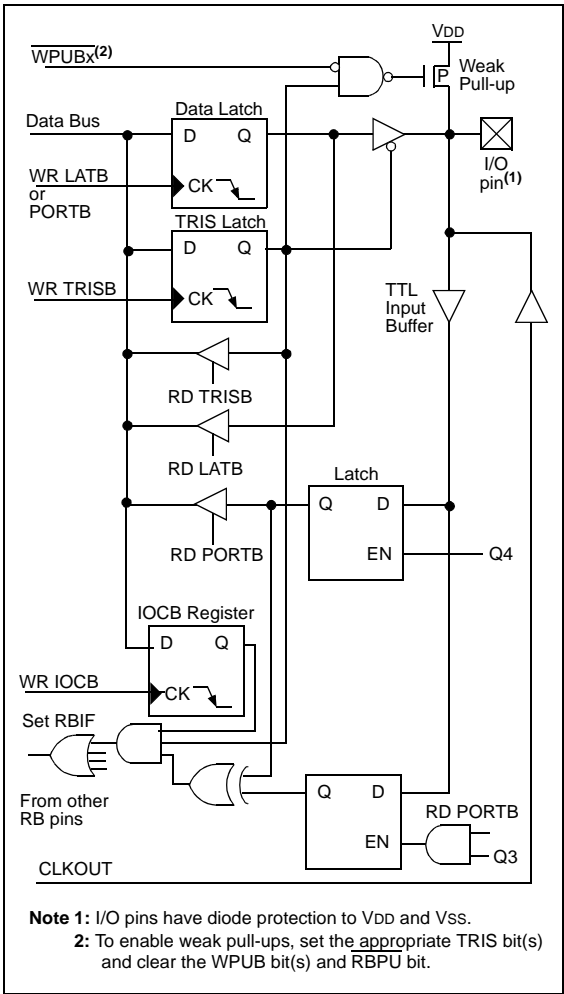 VDD
WPUBx(2)
P
Weak
Pull-up
Data Latch
Data Bus
D Q
I/O
pin(1)
WR LATB
or
PORTB
CK
TRIS Latch
D Q
WR TRISB
CK
TTL
Input
Buffer
RD TRISB
RD LATB
Latch
Q D
RD PORTB
EN
Q4
IOCB Register
D Q
WR IOCB
CK
Set RBIF
From other
RB pins
Q D
RD PORTB
EN
Q3
CLKOUT
Note 1: I/O pins have diode protection to VDD and VSS.
2: To enable weak pull-ups, set the appropriate TRIS bit(s)
and clear the WPUB bit(s) and RBPU bit.